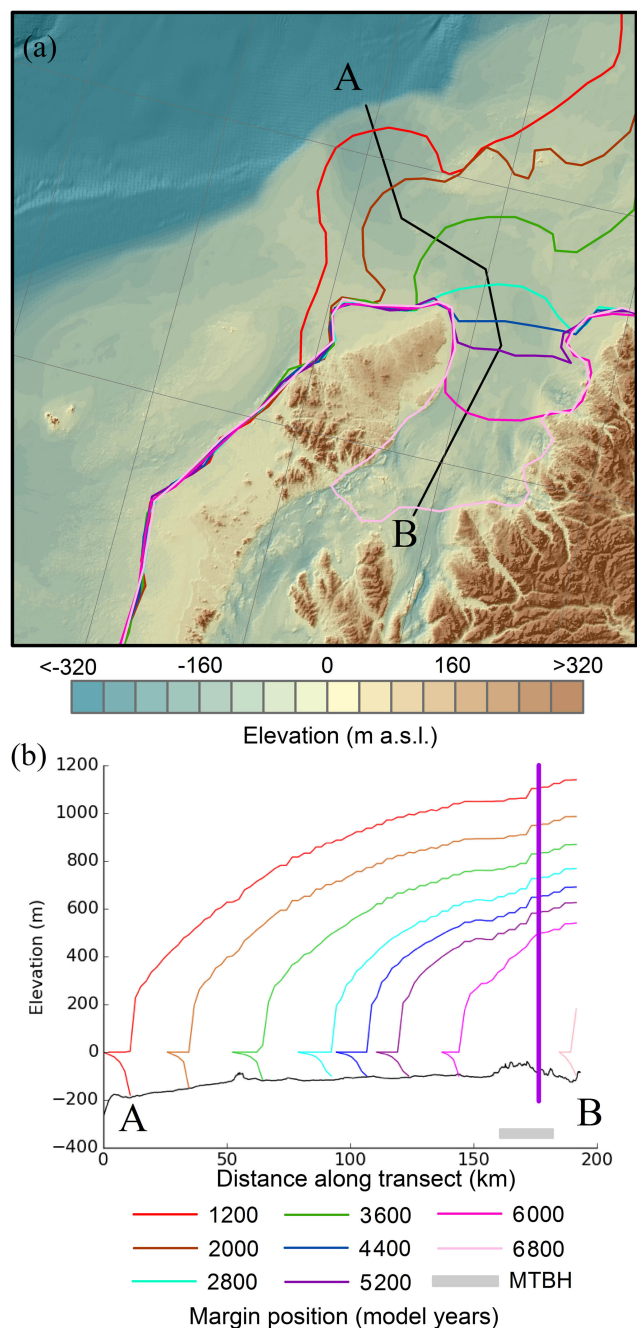 (a)
A
B
<-320 -160 0 160 >320
Elevation (m a.s.l.)
(b)
1200
1000
800
600
400
200
0
−200
−400
Elevation (m)
A B
0 50 100 150 200
Distance along transect (km)
1200 3600 6000
2000 4400 6800
2800 5200 MTBH
Margin position (model years)